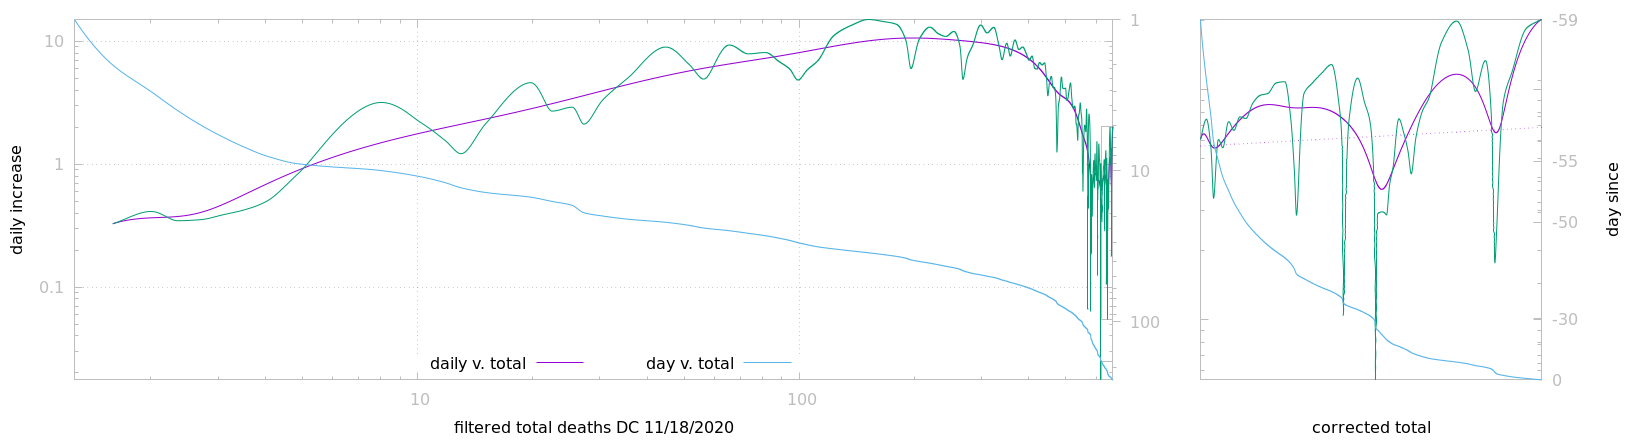 10
1
0.1
daily increase
daily v. total
day v. total
10
100
filtered total deaths DC 11/18/2020
1
10
100
-59
-55
-50
-30
0
day since
corrected total